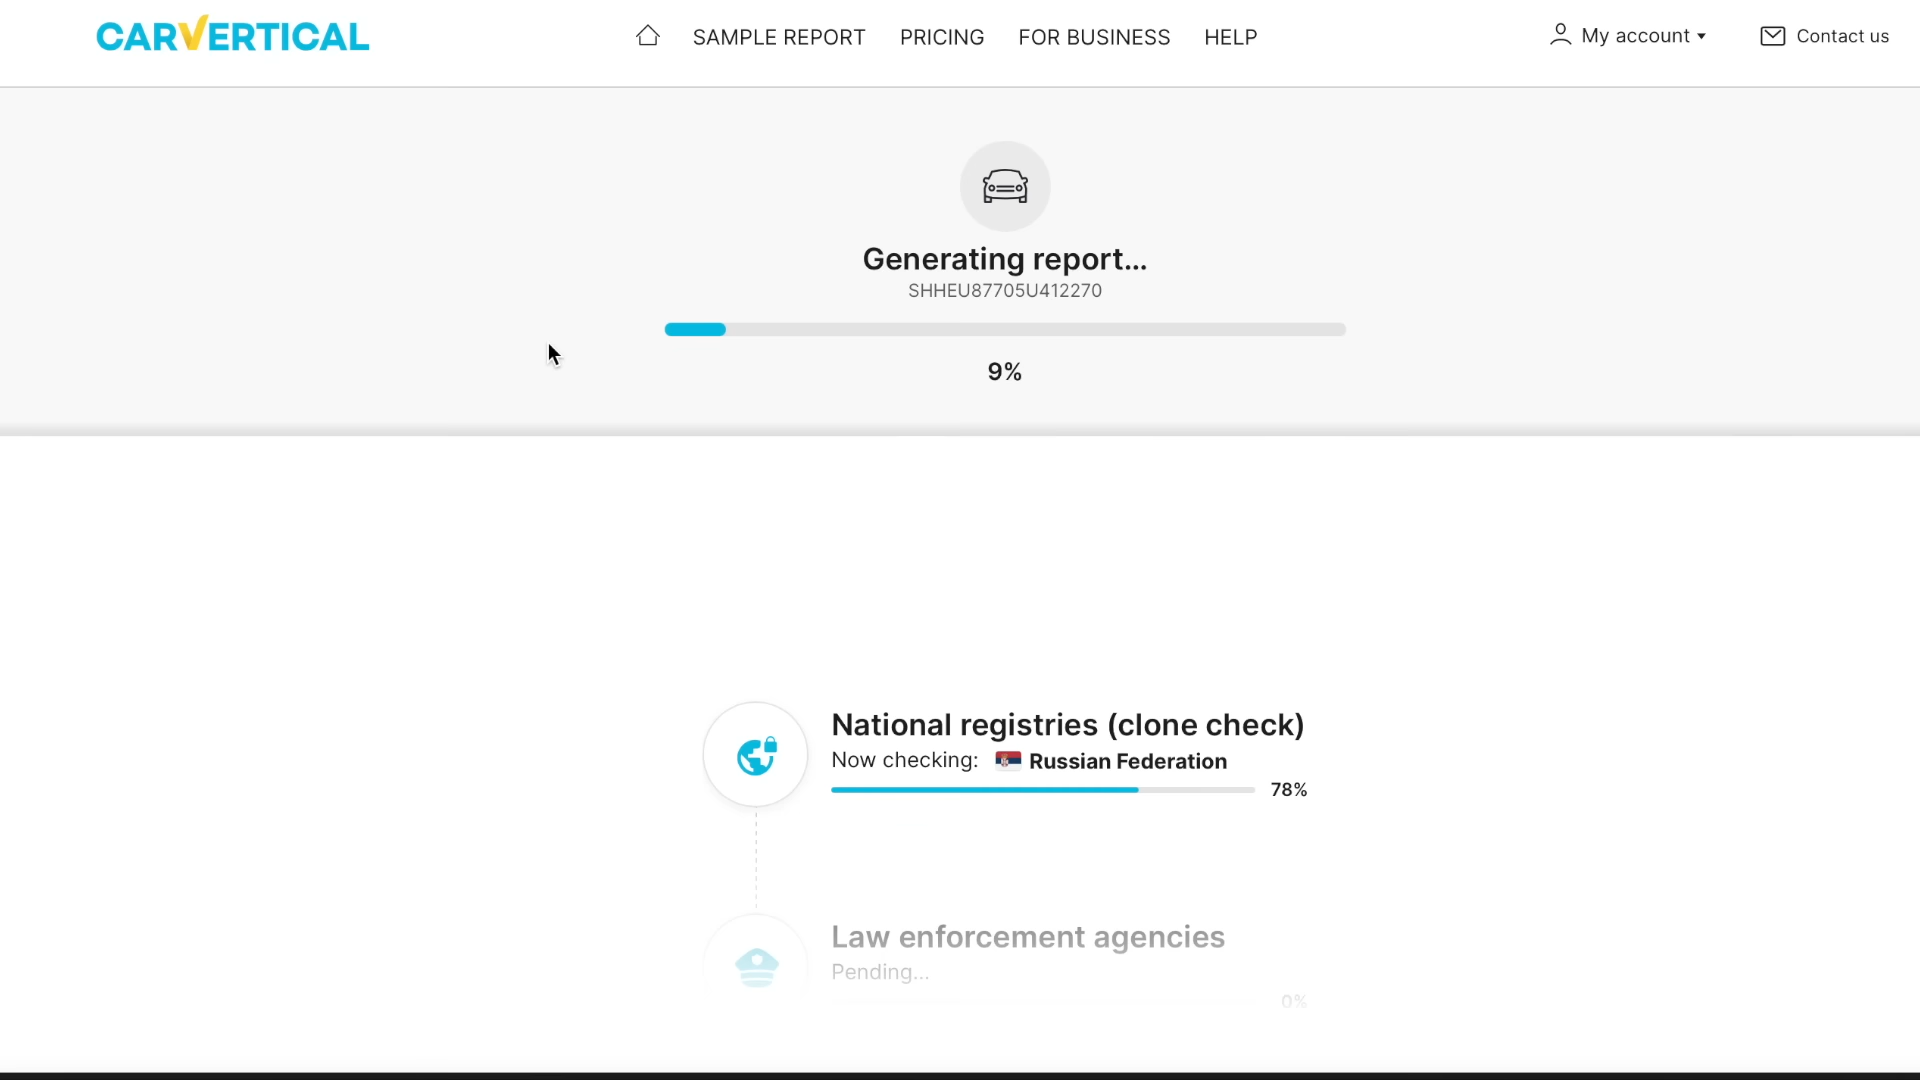 CARVERTICAL
SAMPLE REPORT PRICING FOR BUSINESS HELP
My account Contact us
Generating report...
SHHEU87705U412270
9%
National registries (clone check)
Now checking: Russian Federation
78%
Law enforcement agencies
Pending...
0%